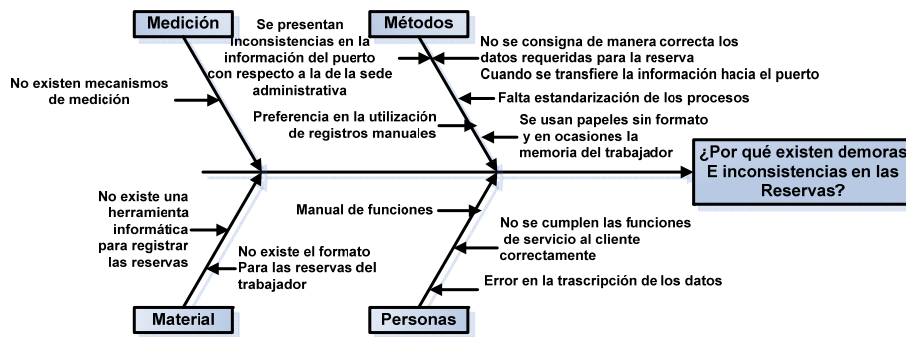 Medición
Métodos
Se presentan
inconsistencias en la
información del puerto
con respecto a la de la sede
administrativa
No se consigna de manera correcta los
datos requeridas para la reserva
Cuando se transfiere la información hacia el puerto
No existen mecanismos
de medición
Falta estandarización de los procesos
Preferencia en la utilización
de registros manuales
Se usan papeles sin formato
y en ocasiones la
memoria del trabajador
¿Por qué existen demoras
E inconsistencias en las
Reservas?
No existe una
herramienta
informática
para registrar
las reservas
Manual de funciones
No se cumplen las funciones
de servicio al cliente
correctamente
No existe el formato
Para las reservas del
trabajador
Error en la trascripción de los datos
Material
Personas